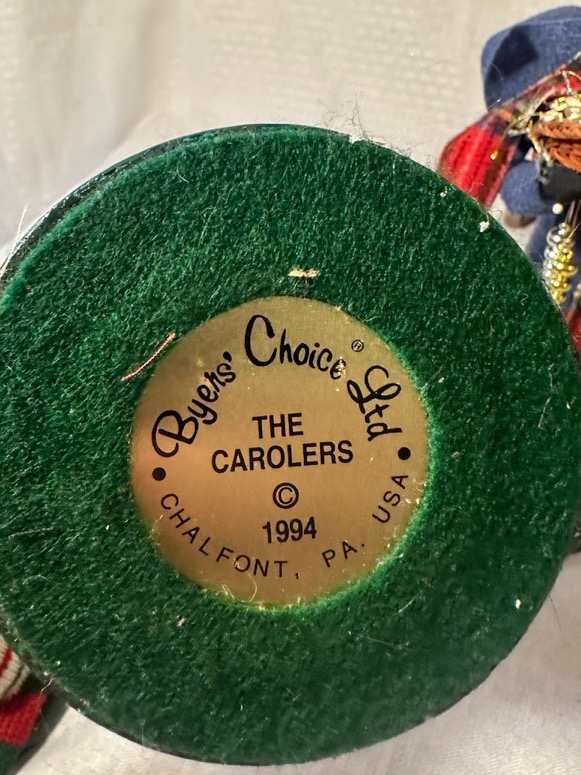 Byers' Choice® Ltd
THE
CAROLERS
©
1994
• CHALFONT, PA. USA •